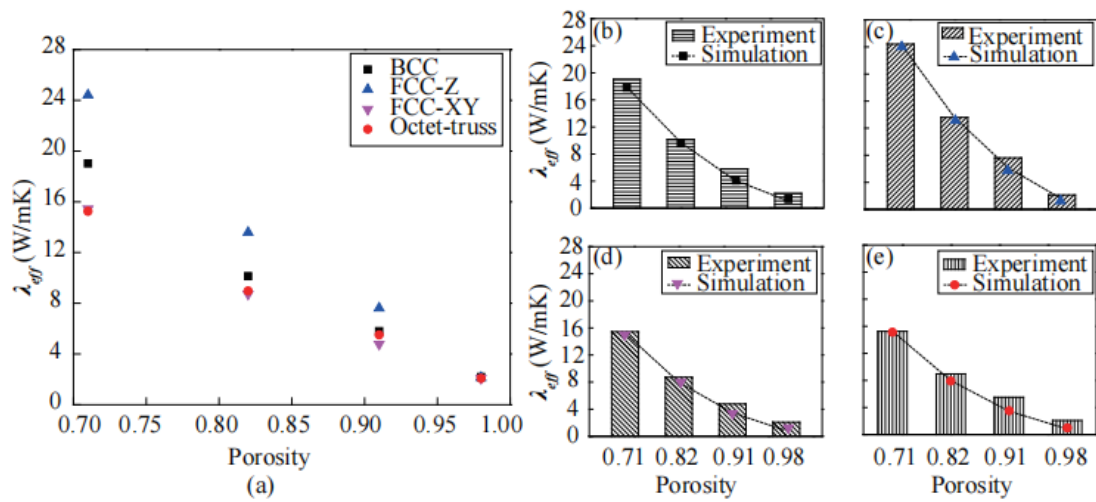 (a)
28
24
20
16
12
8
4
0
λeff (W/mK)
BCC
FCC-Z
FCC-XY
Octet-truss
0.70 0.75 0.80 0.85 0.90 0.95 1.00
Porosity
(a)
(b)
Experiment
Simulation
28
24
20
16
12
8
4
0
λeff (W/mK)
(c)
Experiment
Simulation
(d)
Experiment
Simulation
28
24
20
16
12
8
4
0
λeff (W/mK)
0.71 0.82 0.91 0.98
Porosity
(e)
Experiment
Simulation
0.71 0.82 0.91 0.98
Porosity